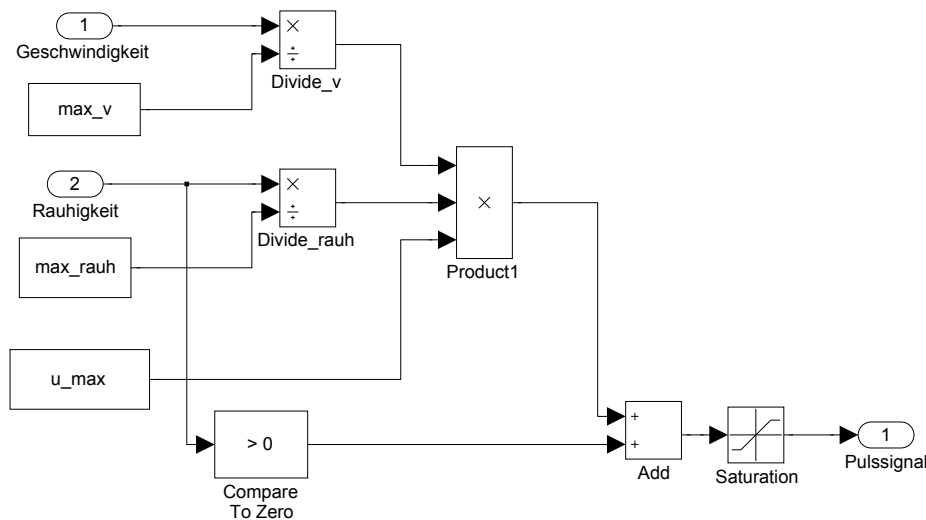 1
Geschwindigkeit
×
÷
Divide_v
max_v
2
Rauhigkeit
×
÷
Divide_rauh
max_rauh
×
Product1
u_max
> 0
Compare
To Zero
+
+
Add
Saturation
1
Pulssignal